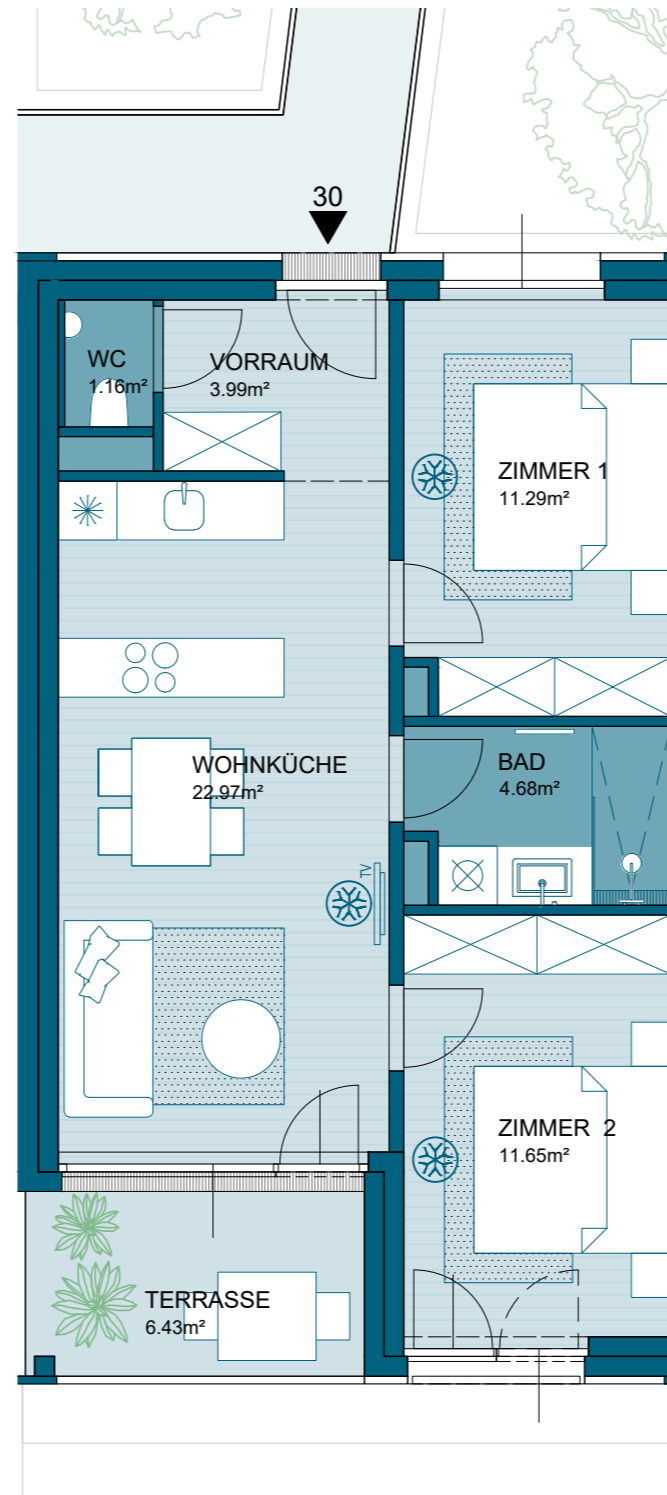 30
WC
1.16m²
VORRAUM
3.99m²
ZIMMER 1
11.29m²
WOHNKÜCHE
22.97m²
BAD
4.68m²
TV
ZIMMER 2
11.65m²
TERRASSE
6.43m²